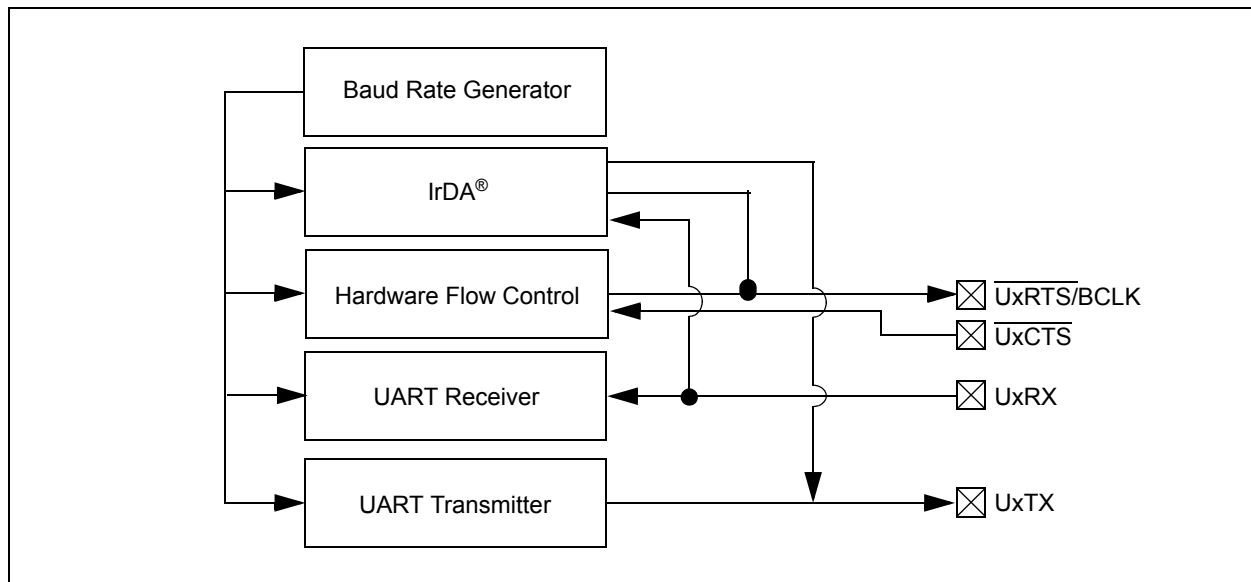 Baud Rate Generator
IrDA®
Hardware Flow Control
UxRTS/BCLK
UxCTS
UART Receiver
UxRX
UART Transmitter
UxTX